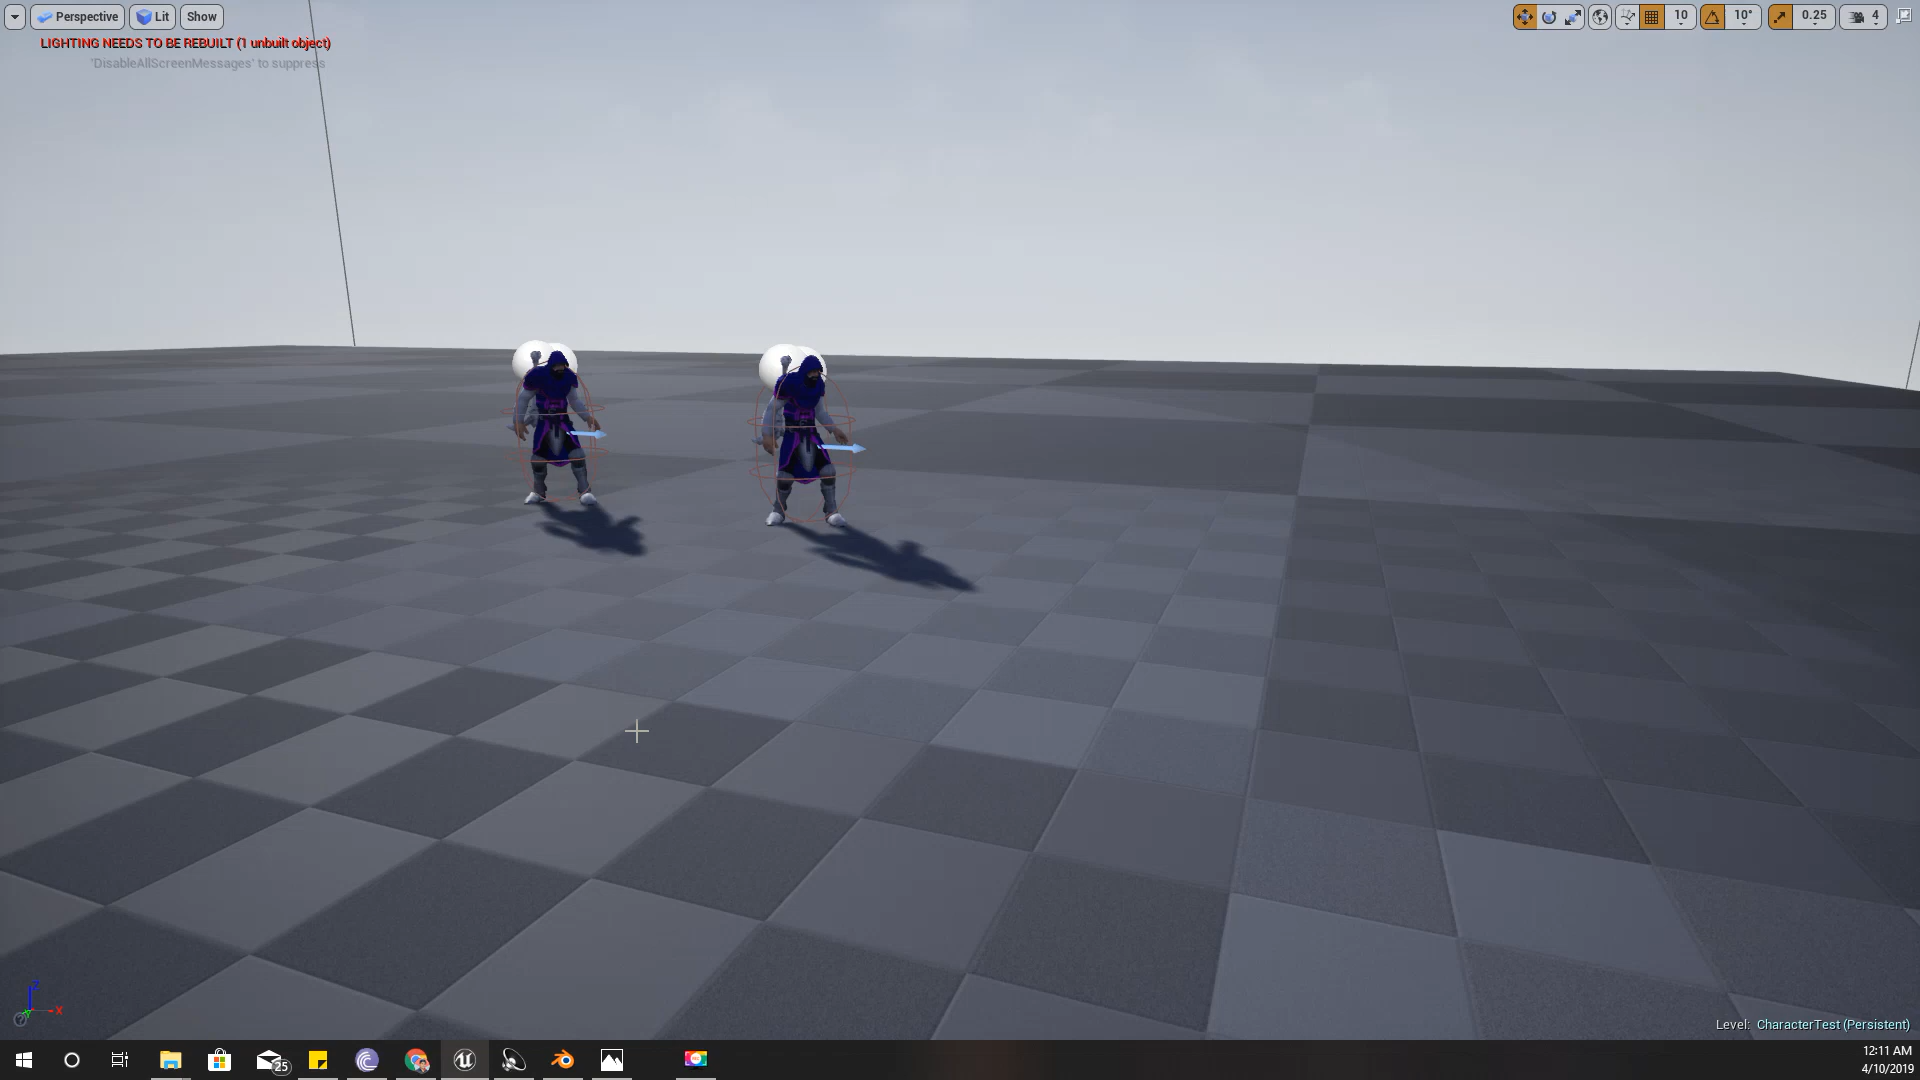 Perspective Lit Show 10 10° 0.25 4
LIGHTING NEEDS TO BE REBUILT (1 unbuilt object)
'DisableAllScreenMessages' to suppress
Z
X
Y
?
Level: CharacterTest (Persistent)
25
12:11 AM
4/10/2019